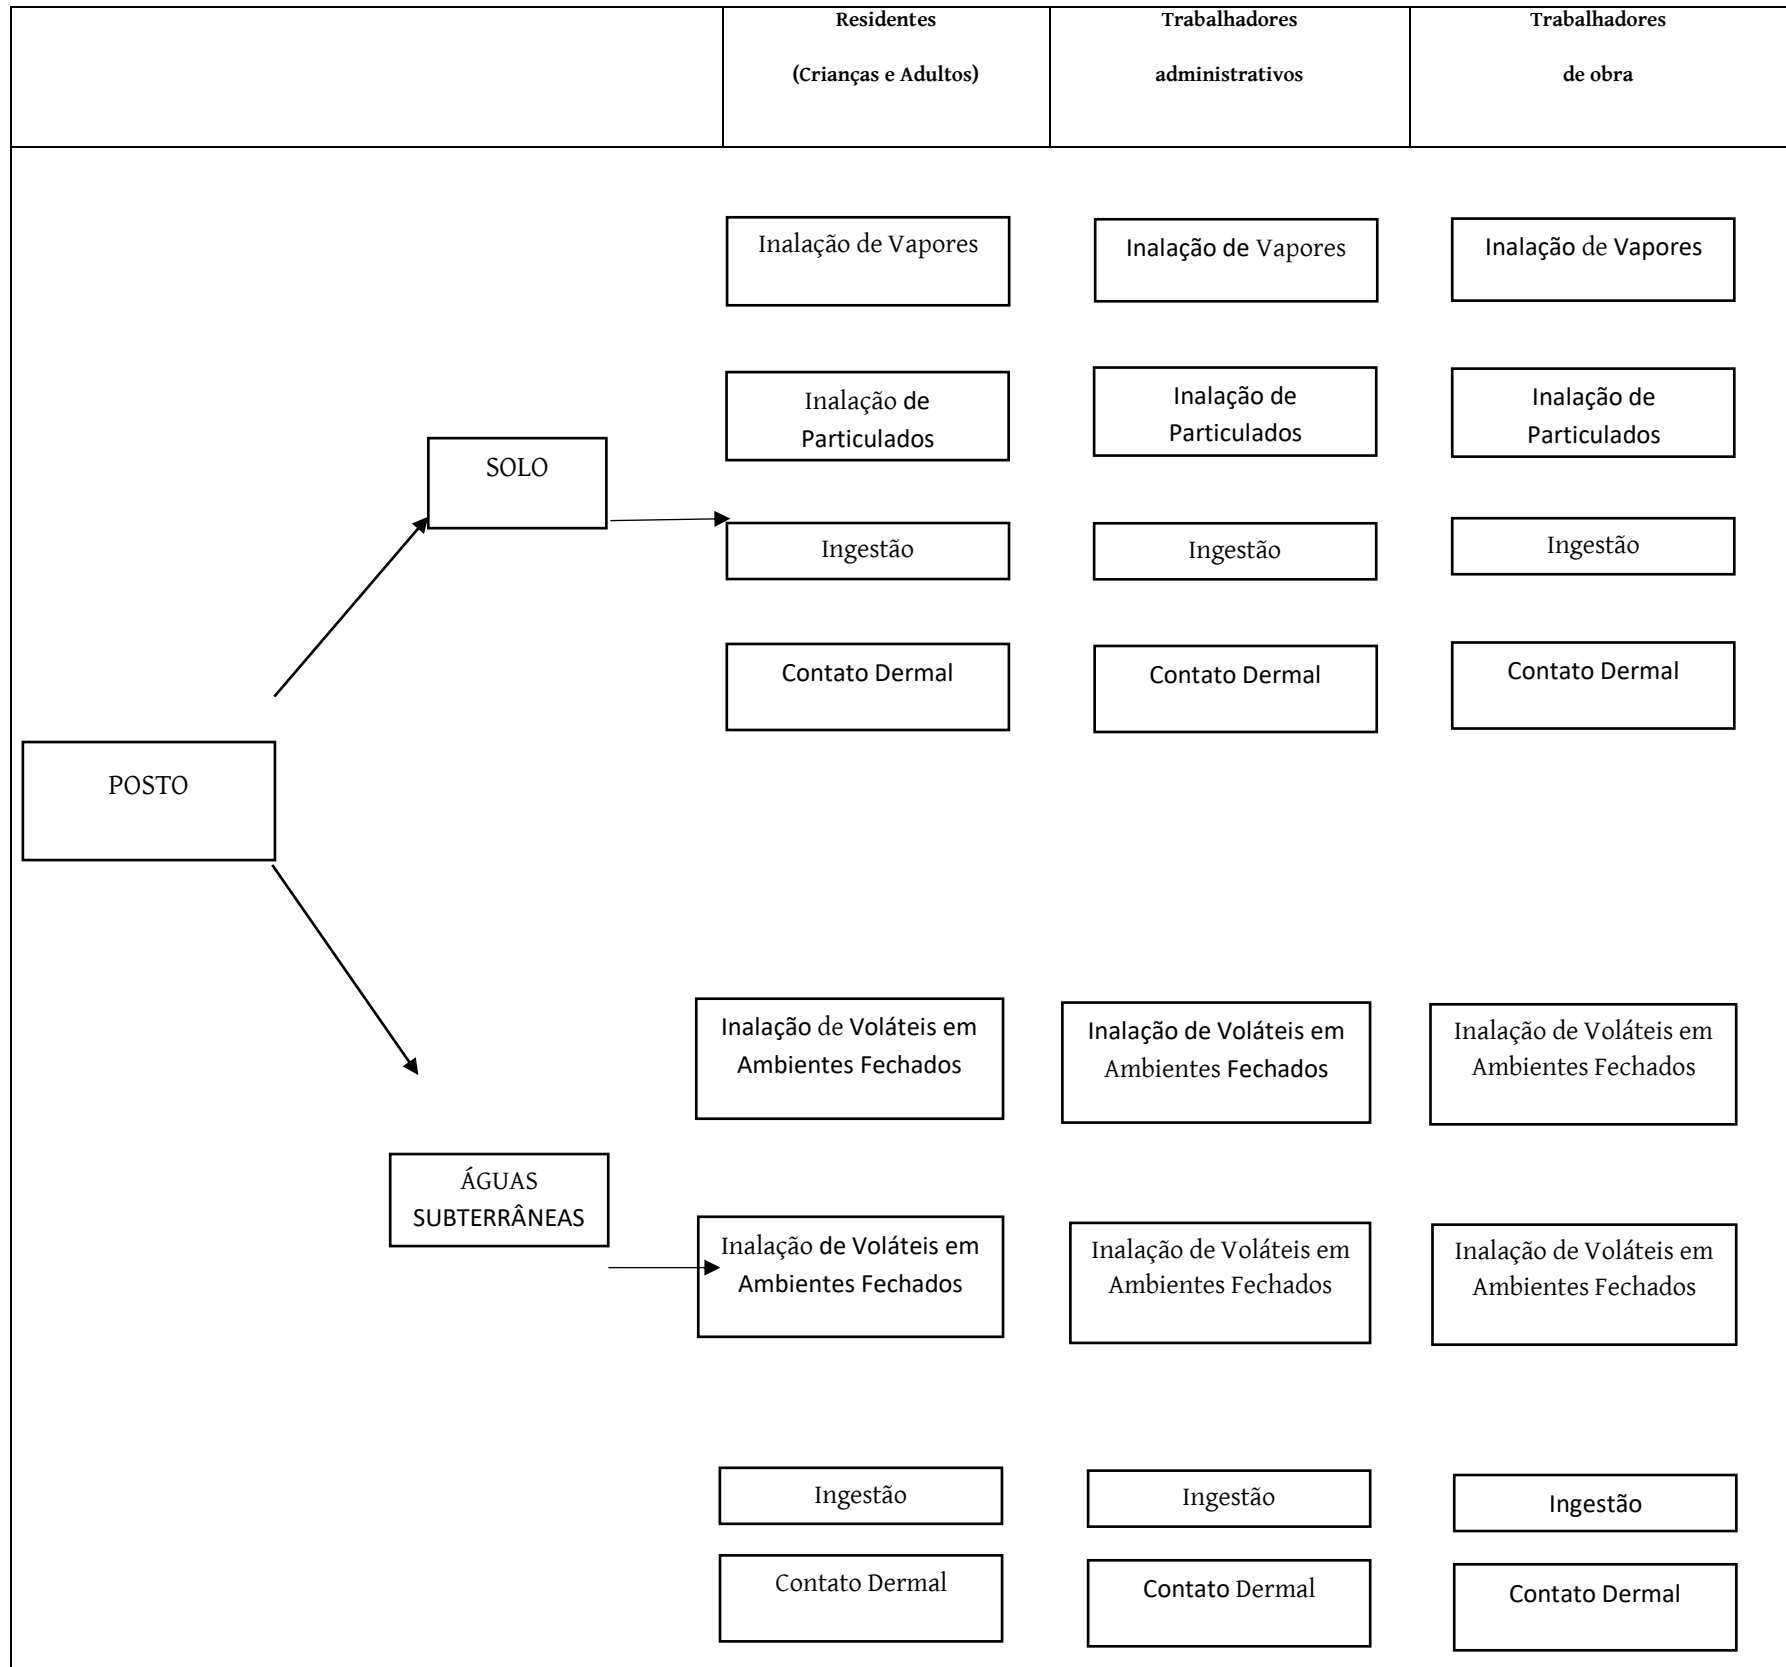 Residentes
(Crianças e Adultos)
Trabalhadores
administrativos
Trabalhadores
de obra
Inalação de Vapores
Inalação de Vapores
Inalação de Vapores
Inalação de
Particulados
Inalação de
Particulados
Inalação de
Particulados
SOLO
Ingestão
Ingestão
Ingestão
Contato Dermal
Contato Dermal
Contato Dermal
POSTO
Inalação de Voláteis em
Ambientes Fechados
Inalação de Voláteis em
Ambientes Fechados
Inalação de Voláteis em
Ambientes Fechados
ÁGUAS
SUBTERRÂNEAS
Inalação de Voláteis em
Ambientes Fechados
Inalação de Voláteis em
Ambientes Fechados
Inalação de Voláteis em
Ambientes Fechados
Ingestão
Ingestão
Ingestão
Contato Dermal
Contato Dermal
Contato Dermal